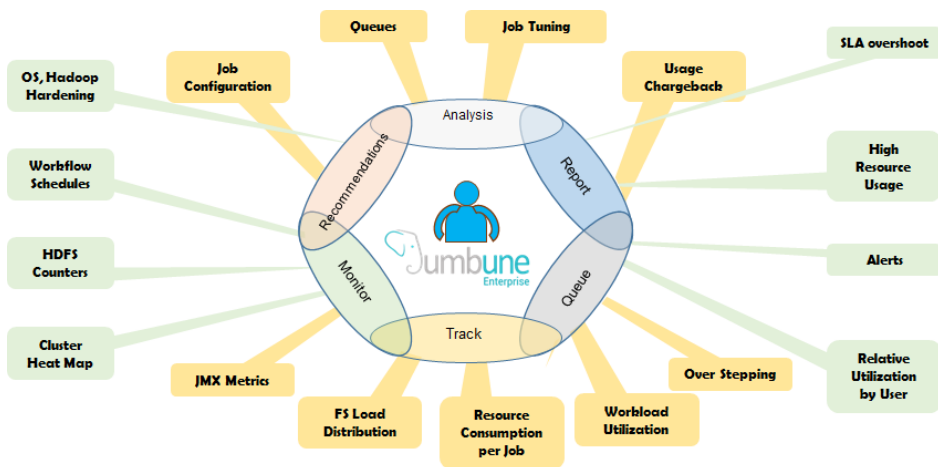 Queues
Job Tuning
SLA overshoot
OS, Hadoop
Hardening
Job
Configuration
Usage
Chargeback
Analysis
Recommendations
Report
High
Resource
Usage
Workflow
Schedules
HDFS
Counters
Jumbune
Enterprise
Monitor
Queue
Alerts
Track
Cluster
Heat Map
JMX Metrics
Over Stepping
Relative
Utilization
by User
FS Load
Distribution
Resource
Consumption
per Job
Workload
Utilization